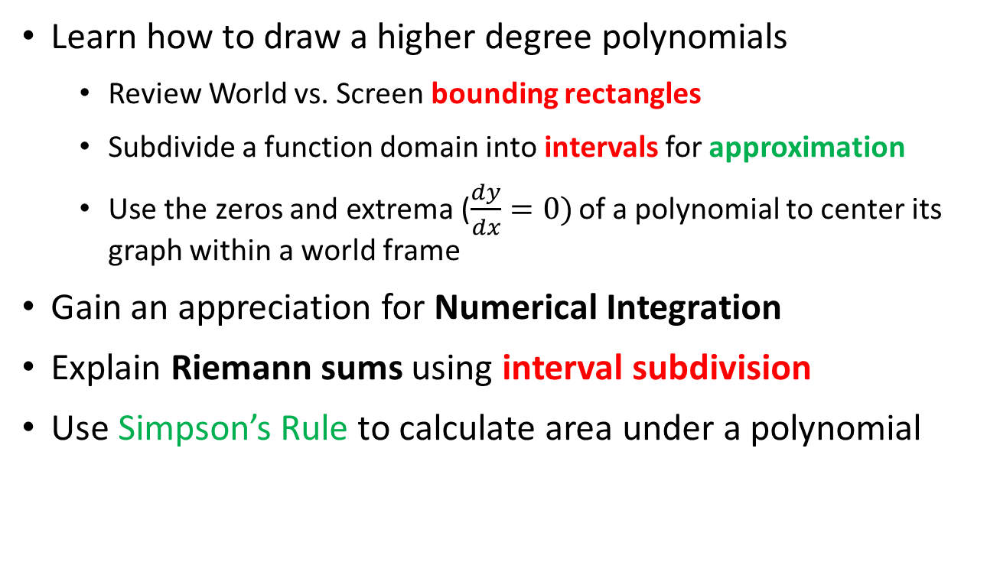 • Learn how to draw a higher degree polynomials
• Review World vs. Screen bounding rectangles
• Subdivide a function domain into intervals for approximation
• Use the zeros and extrema (dy/dx = 0) of a polynomial to center its
graph within a world frame
• Gain an appreciation for Numerical Integration
• Explain Riemann sums using interval subdivision
• Use Simpson’s Rule to calculate area under a polynomial